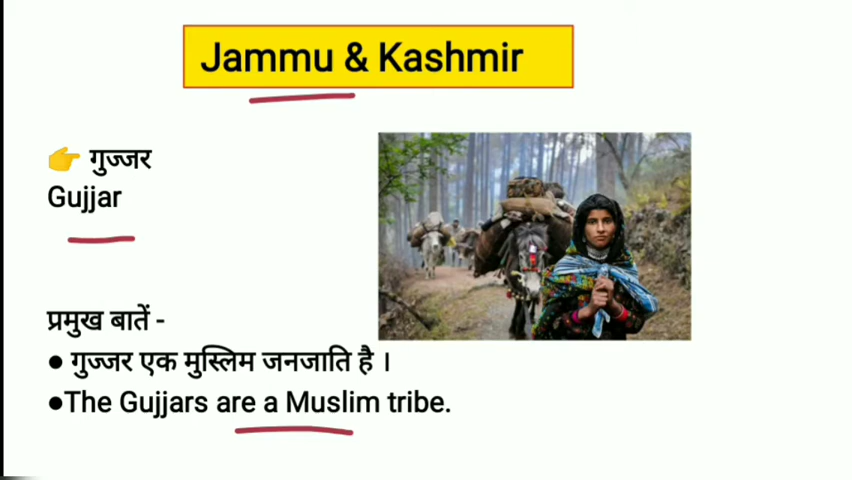 Jammu & Kashmir
👉 गुज्जर
Gujjar
प्रमुख बातें -
● गुज्जर एक मुस्लिम जनजाति है ।
●The Gujjars are a Muslim tribe.